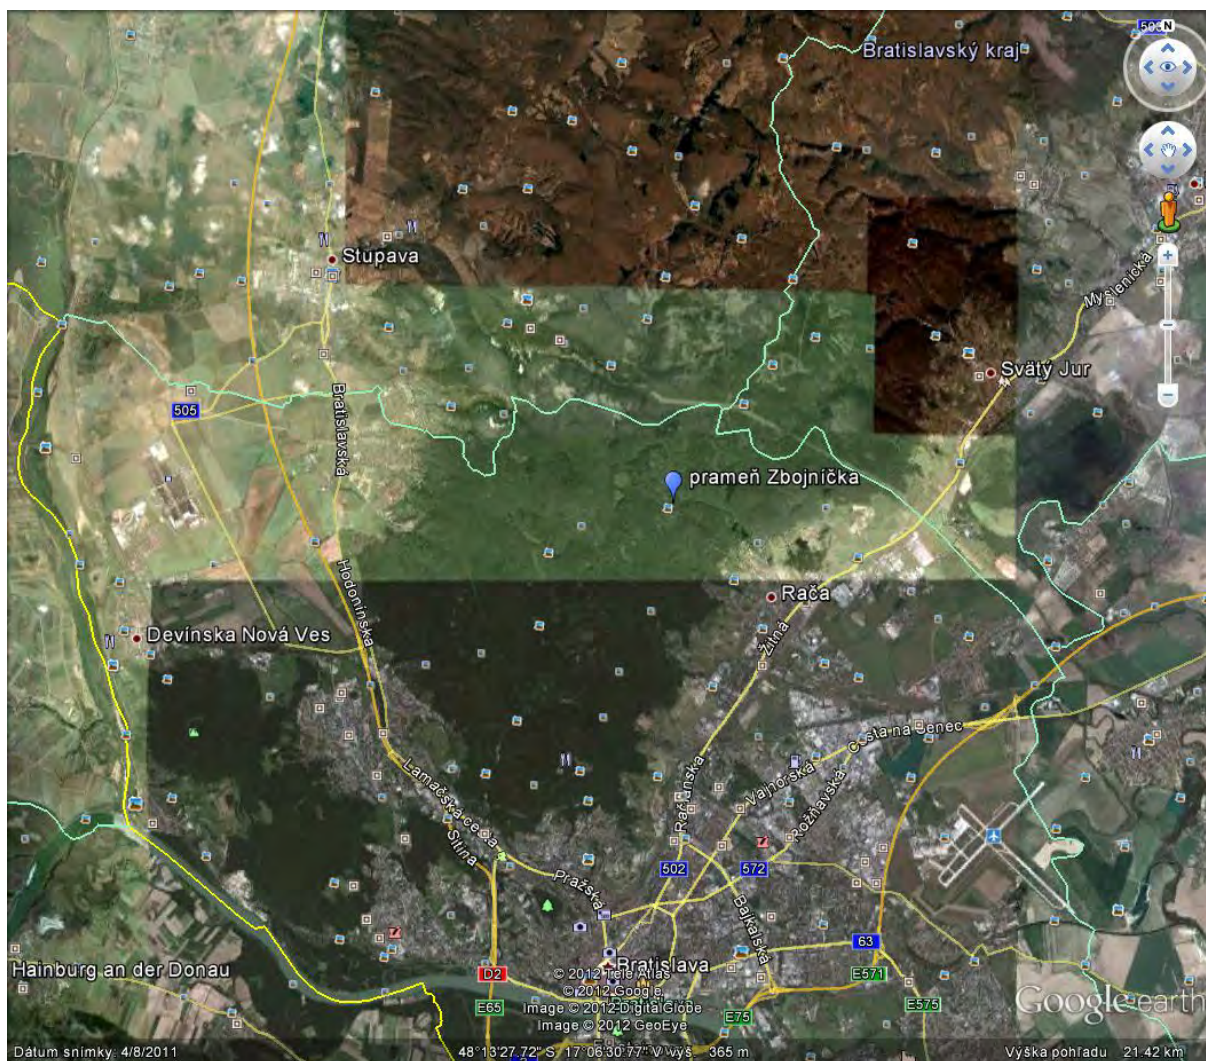 503
N
Bratislavský kraj
Stupava
Myslenická
Svätý Jur
505
Bratislavská
prameň Zbojníčka
Hodonínska
Rača
Devínska Nová Ves
Žitná
Cesta na Senec
Lamačská cesta
Sitina
Račianska
Vajnorská
Rožňavská
502
572
Pražská
Bajkalská
63
Hainburg an der Donau
D2
Bratislava
E571
© 2012 Tele Atlas
© 2012 Google
E65
E575
Image © 2012 DigitalGlobe
E75
Google earth
Image © 2012 GeoEye
Dátum snímky: 4/8/2011
48°13'27.72" S 17°06'30.77" V výš 365 m
Výška pohľadu 21.42 km